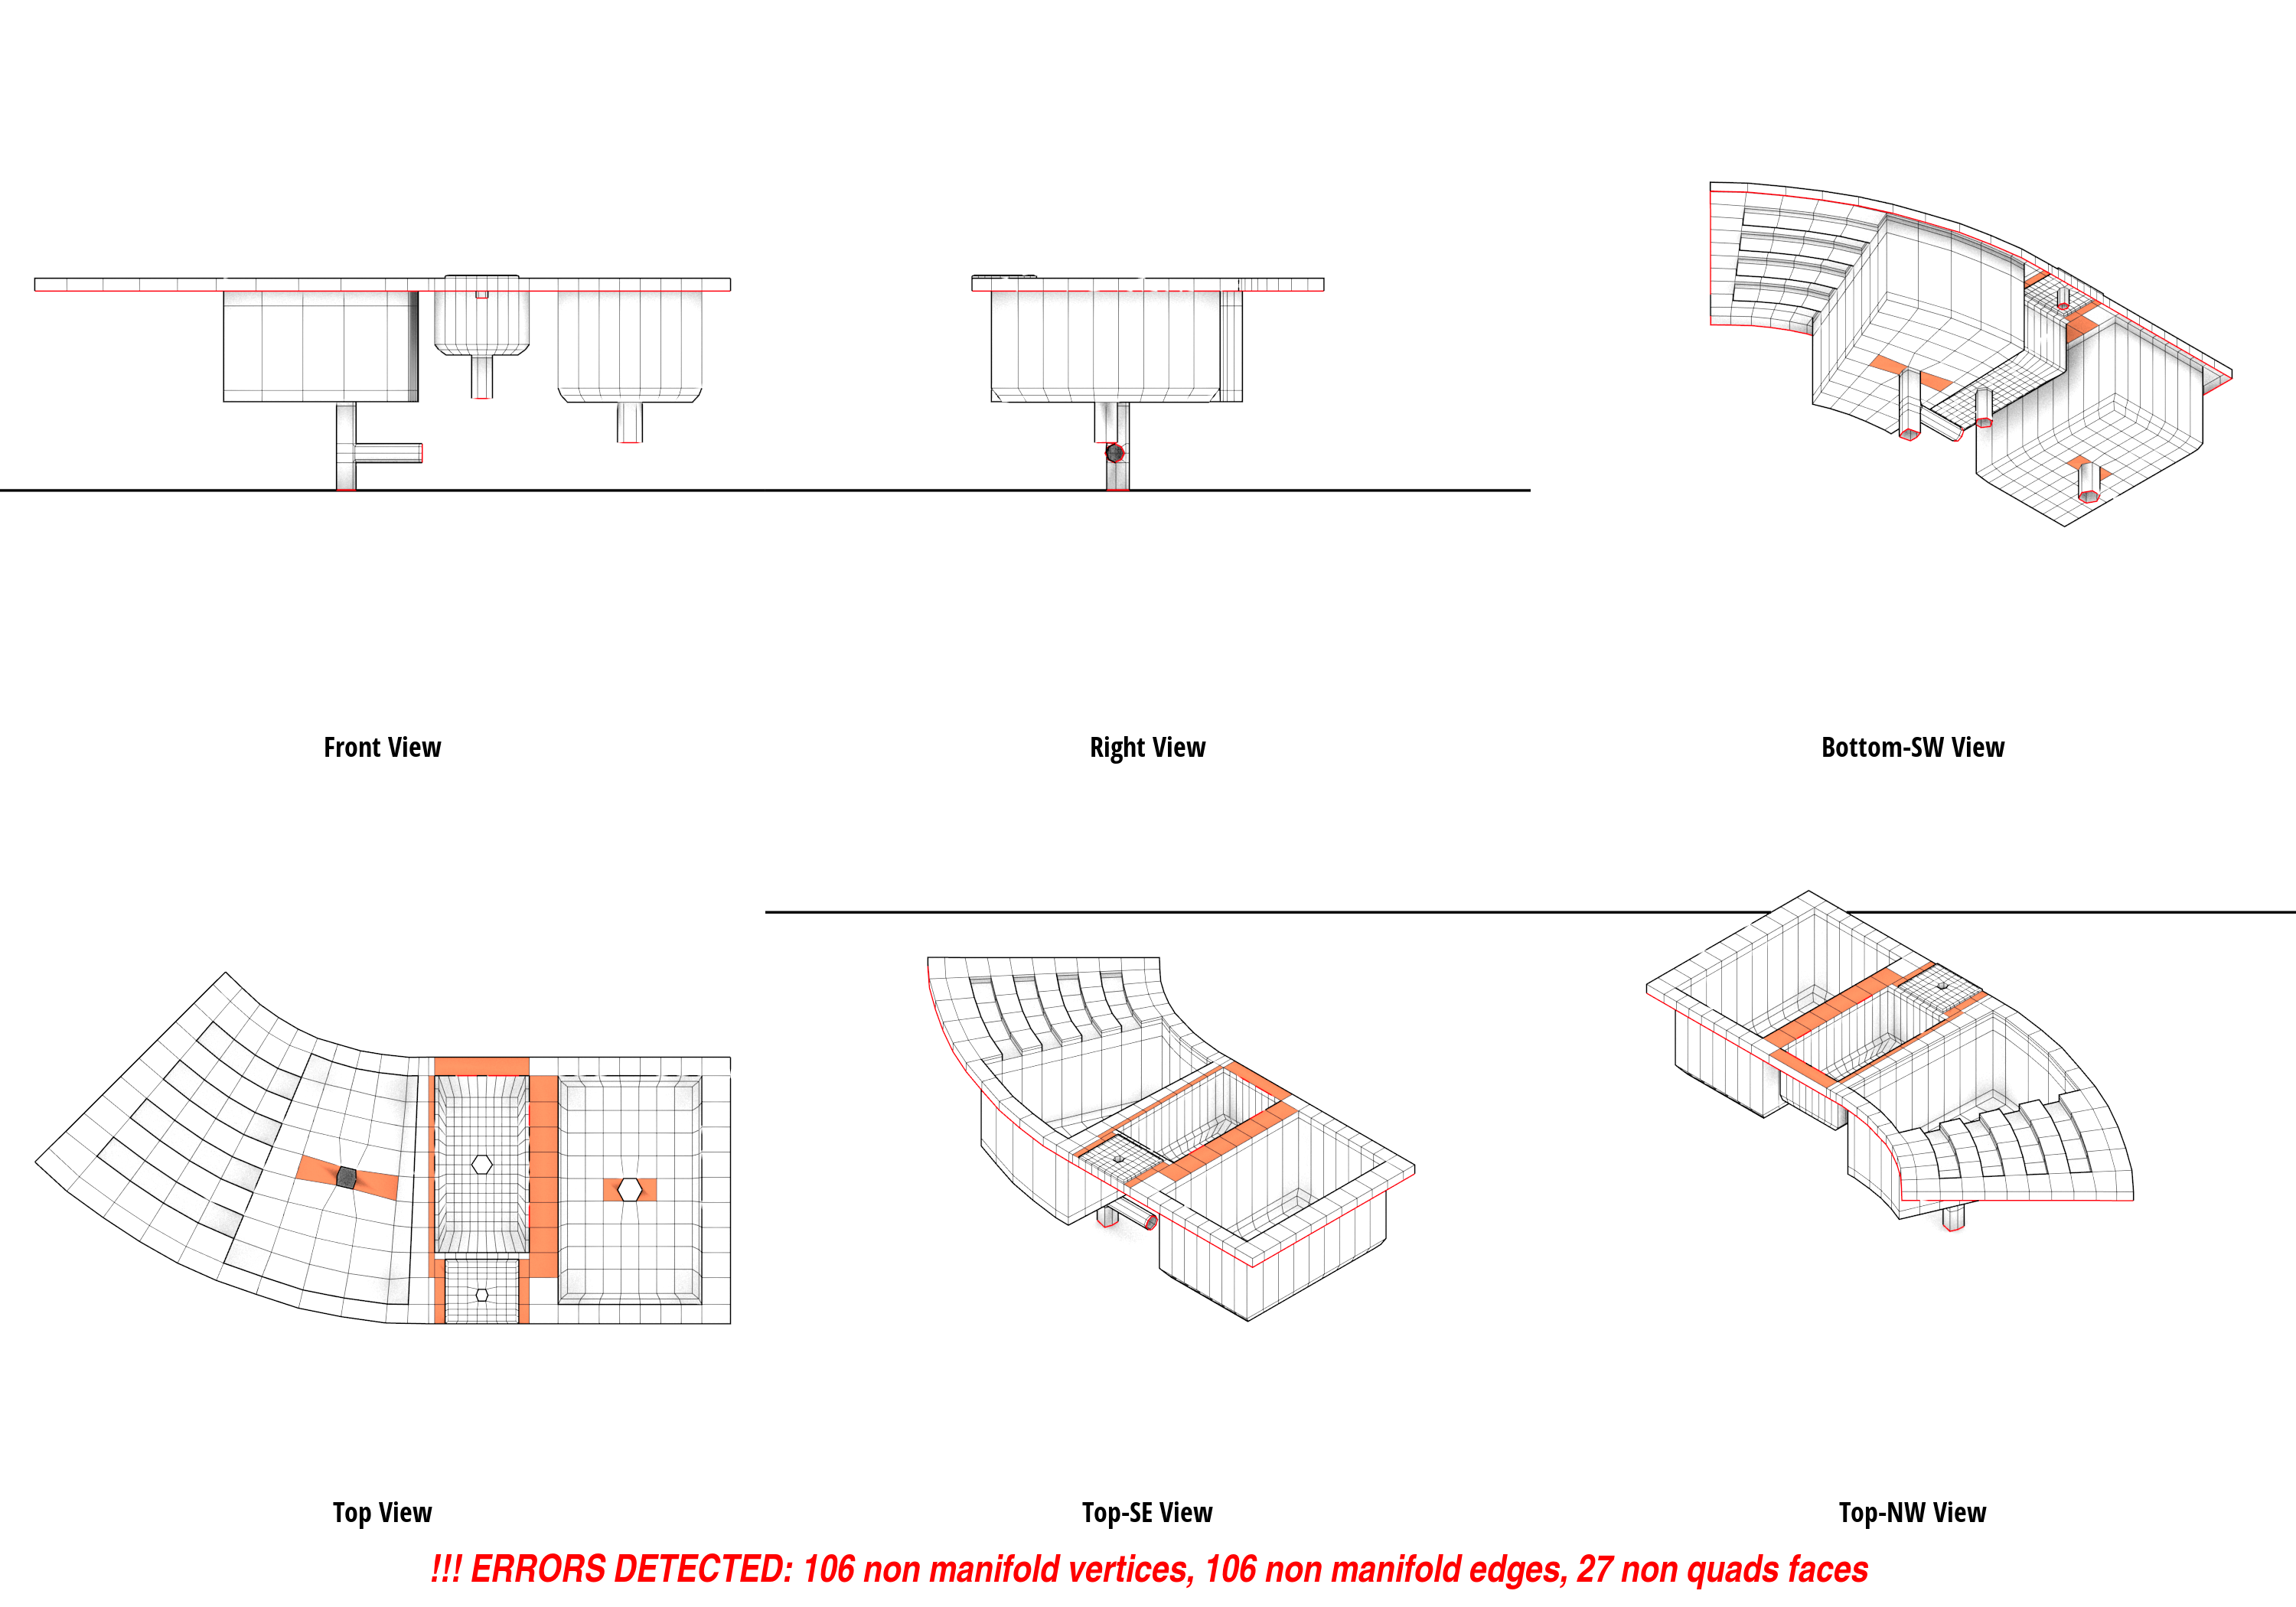 Front View
Right View
Bottom-SW View
Top View
Top-SE View
Top-NW View
!!! ERRORS DETECTED: 106 non manifold vertices, 106 non manifold edges, 27 non quads faces